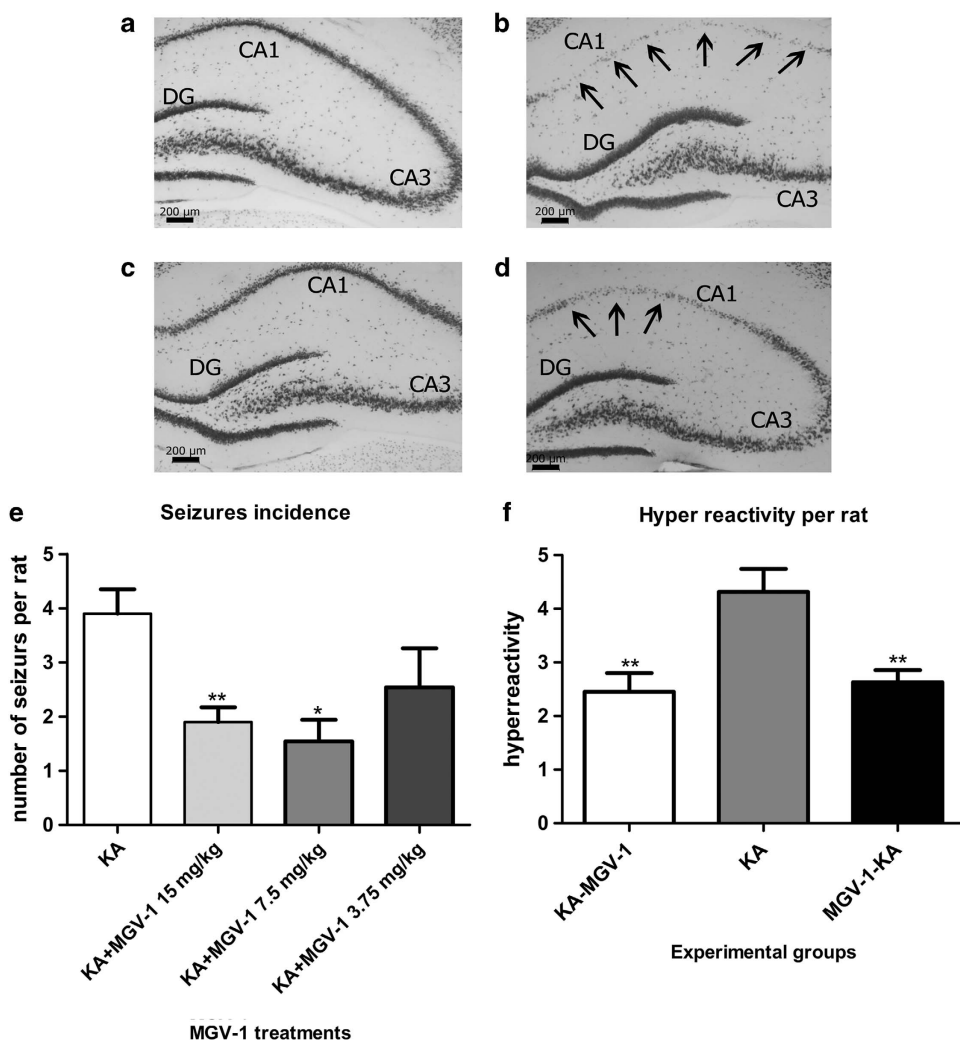 a
CA1
DG
CA3
200 µm
b
CA1
DG
CA3
200 µm
c
CA1
DG
CA3
200 µm
d
CA1
DG
CA3
200 µm
e
Seizures incidence
number of seizurs per rat
5
4
3
2
1
0
**
*
KA
KA+MGV-1 15 mg/kg
KA+MGV-1 7.5 mg/kg
KA+MGV-1 3.75 mg/kg
MGV-1 treatments
f
Hyper reactivity per rat
hyperreactivity
5
4
3
2
1
0
**
**
KA-MGV-1
KA
MGV-1-KA
Experimental groups